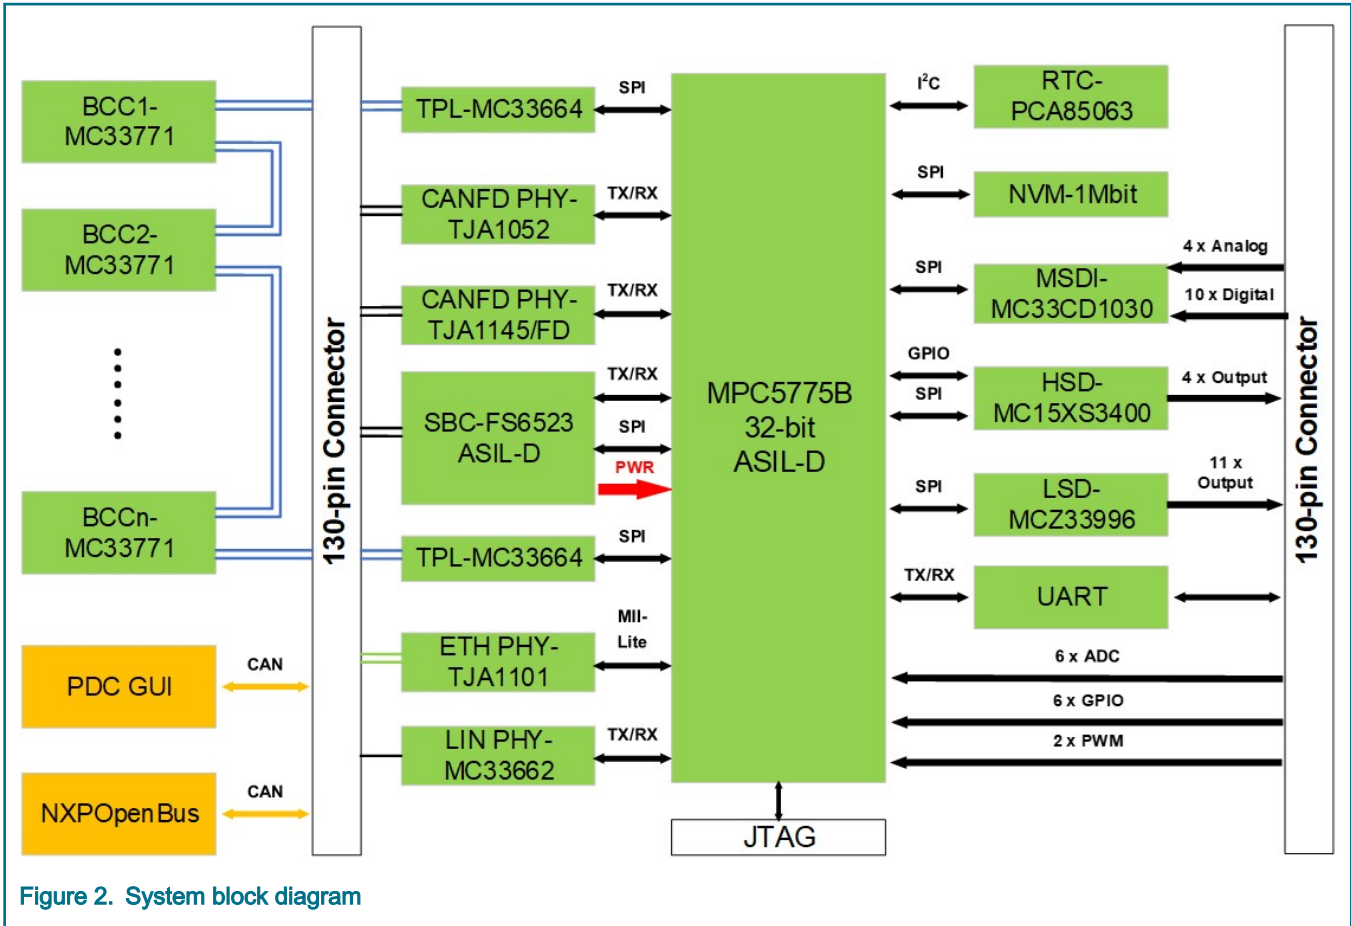 BCC1-
MC33771
BCC2-
MC33771
BCCn-
MC33771
PDC GUI
CAN
NXPOpenBus
CAN
130-pin Connector
TPL-MC33664
SPI
CANFD PHY-
TJA1052
TX/RX
CANFD PHY-
TJA1145/FD
TX/RX
SBC-FS6523
ASIL-D
TX/RX
SPI
PWR
TPL-MC33664
SPI
ETH PHY-
TJA1101
MII-
Lite
LIN PHY-
MC33662
TX/RX
MPC5775B
32-bit
ASIL-D
JTAG
I²C
RTC-
PCA85063
SPI
NVM-1Mbit
SPI
MSDI-
MC33CD1030
4 x Analog
10 x Digital
GPIO
SPI
HSD-
MC15XS3400
4 x Output
SPI
LSD-
MCZ33996
11 x
Output
TX/RX
UART
6 x ADC
6 x GPIO
2 x PWM
130-pin Connector
Figure 2. System block diagram